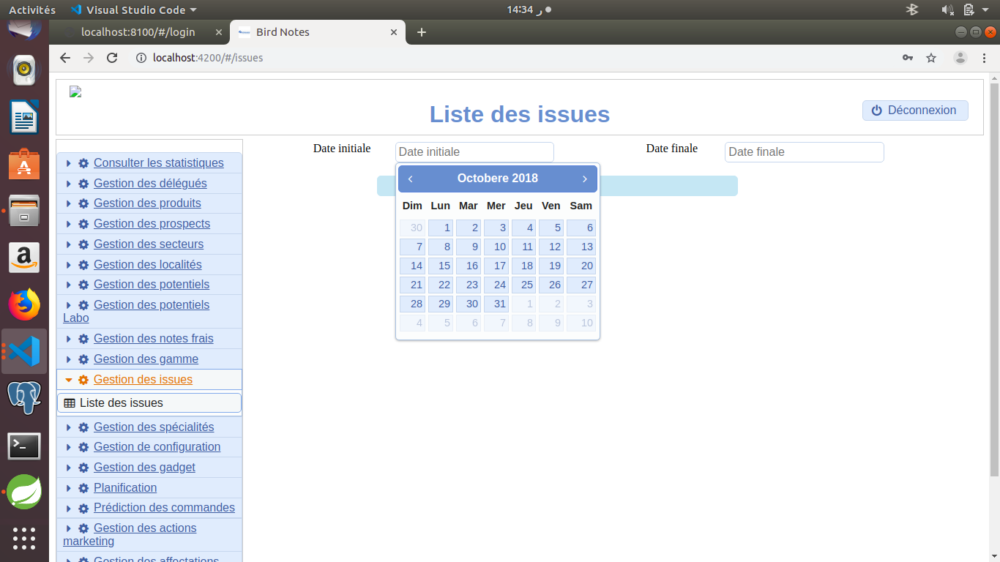 Activités
Visual Studio Code
14:34 ر
localhost:8100/#/login
Bird Notes
localhost:4200/#/issues
Liste des issues
Déconnexion
Date initiale
Date initiale
Date finale
Date finale
Octobere 2018
Dim Lun Mar Mer Jeu Ven Sam
30 1 2 3 4 5 6
7 8 9 10 11 12 13
14 15 16 17 18 19 20
21 22 23 24 25 26 27
28 29 30 31 1 2 3
4 5 6 7 8 9 10
Consulter les statistiques
Gestion des délégués
Gestion des produits
Gestion des prospects
Gestion des secteurs
Gestion des localités
Gestion des potentiels
Gestion des potentiels
Labo
Gestion des notes frais
Gestion des gamme
Gestion des issues
Liste des issues
Gestion des spécialités
Gestion de configuration
Gestion des gadget
Planification
Prédiction des commandes
Gestion des actions
marketing
Gestion des affectations